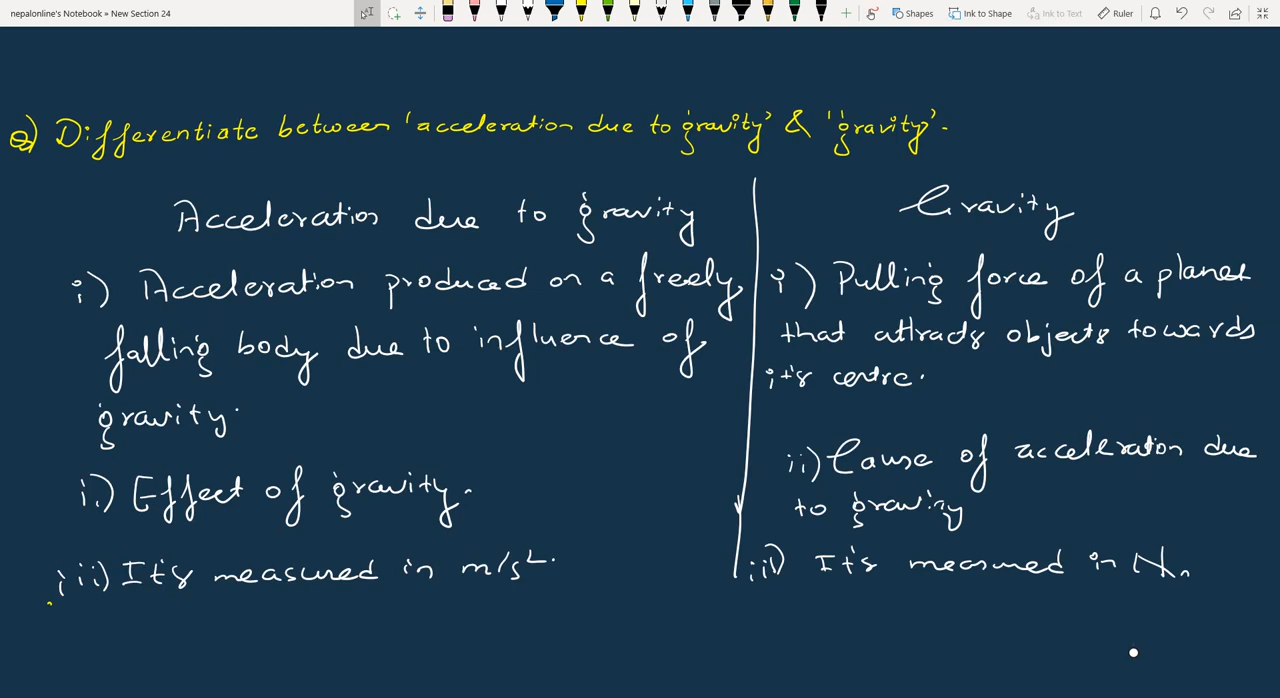 nepalonline's Notebook » New Section 24
Shapes
Ink to Shape
Ink to Text
Ruler
Q) Differentiate between 'acceleration due to gravity' & 'gravity'.
Acceleration due to gravity
i) Acceleration produced on a freely
falling body due to influence of
gravity.
ii) Effect of gravity.
iii) It's measured in m/s².
Gravity
i) Pulling force of a planet
that attracts objects towards
it's centre.
ii) Cause of acceleration due
to gravity
iii) It's measured in N.